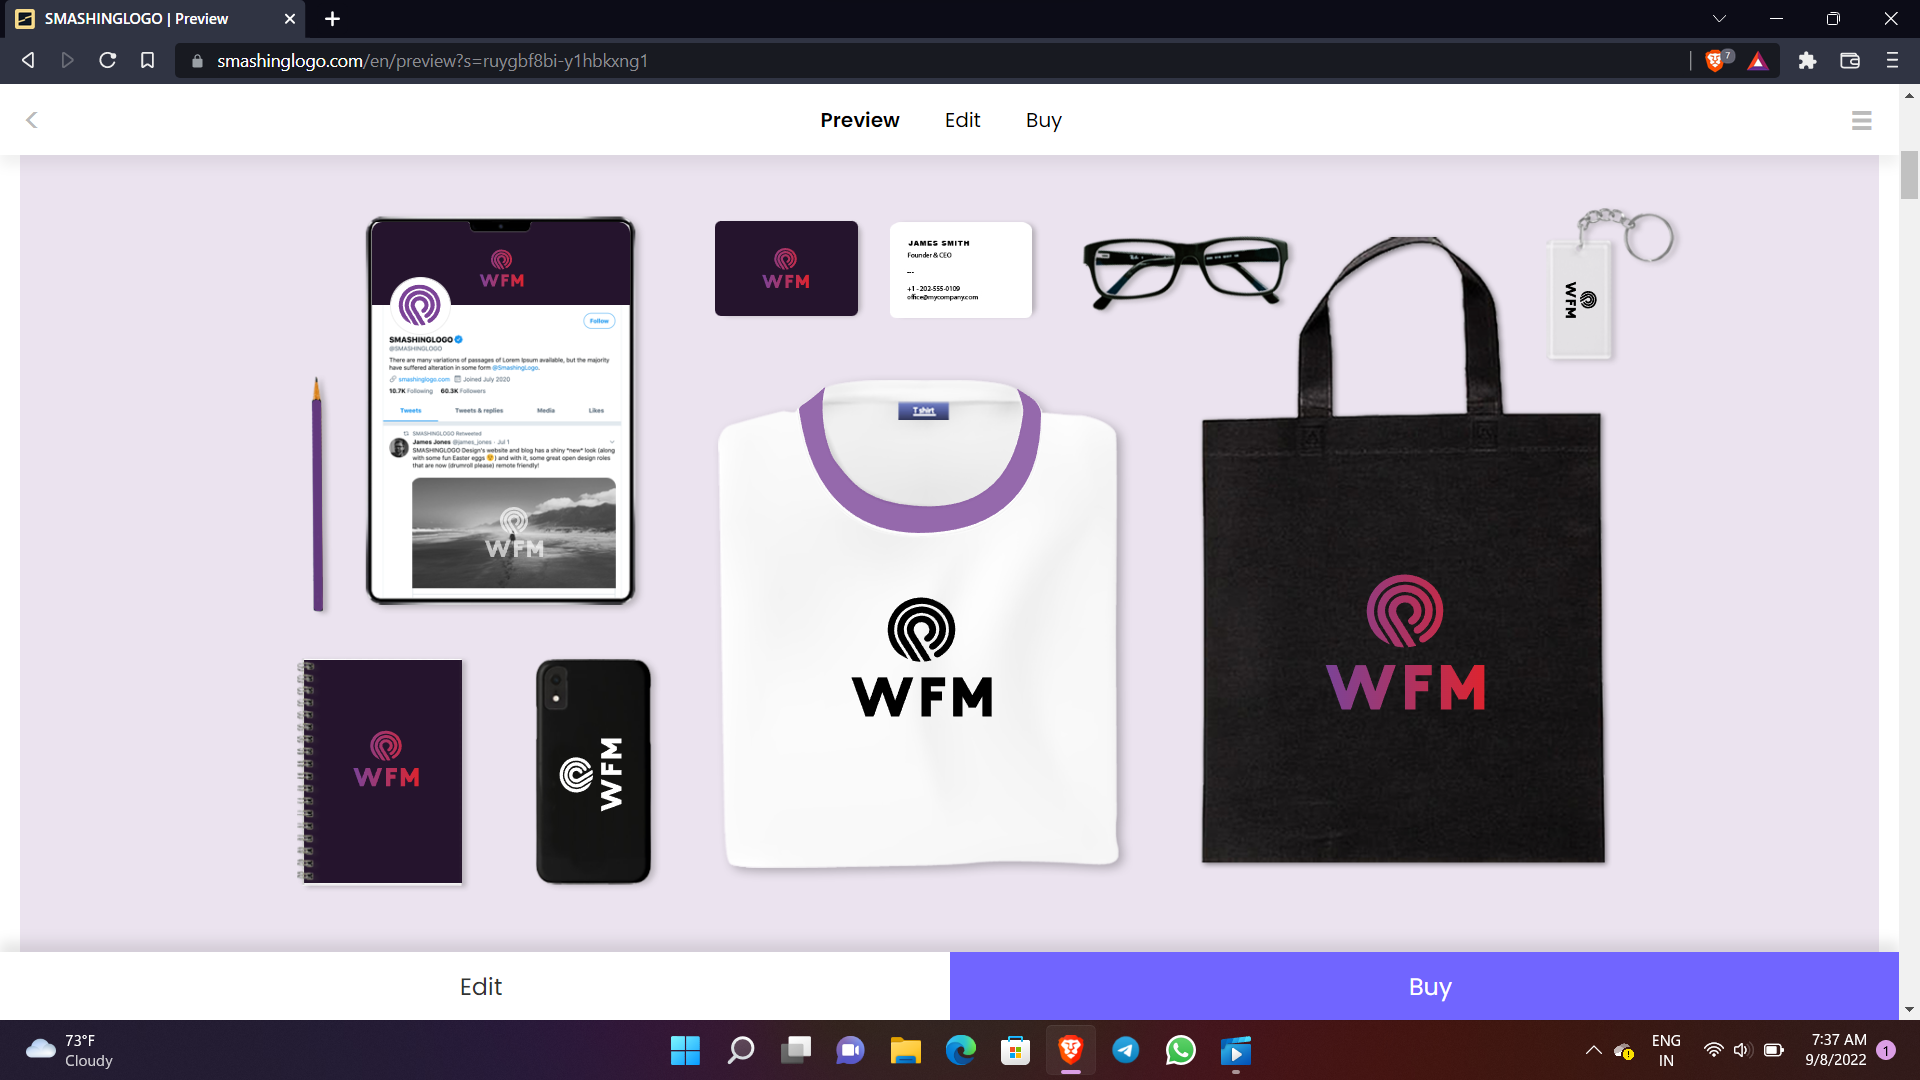 SMASHINGLOGO | Preview
smashinglogo.com/en/preview?s=ruygbf8bi-y1hbkxng1
7
Preview Edit Buy
WFM
Follow
SMASHINGLOGO
@SMASHINGLOGO
There are many variations of passages of Lorem Ipsum available, but the majority
have suffered alteration in some form @SmashingLogo.
smashinglogo.com Joined July 2020
10.7K Following 60.3K Followers
Tweets Tweets & replies Media Likes
SMASHINGLOGO Retweeted
James Jones @james_jones · Jul 1
SMASHINGLOGO Design's website and blog has a shiny *new* look (along
with some fun Easter eggs) and with it, some great open design roles
that are now (drumroll please) remote friendly!
WFM
WFM
JAMES SMITH
Founder & CEO
---
+1 - 202-555-0109
office@mycompany.com
WFM
T shirt
WFM
WFM
WFM
WFM
Edit
Buy
73°F
Cloudy
ENG
IN
7:37 AM
9/8/2022
1